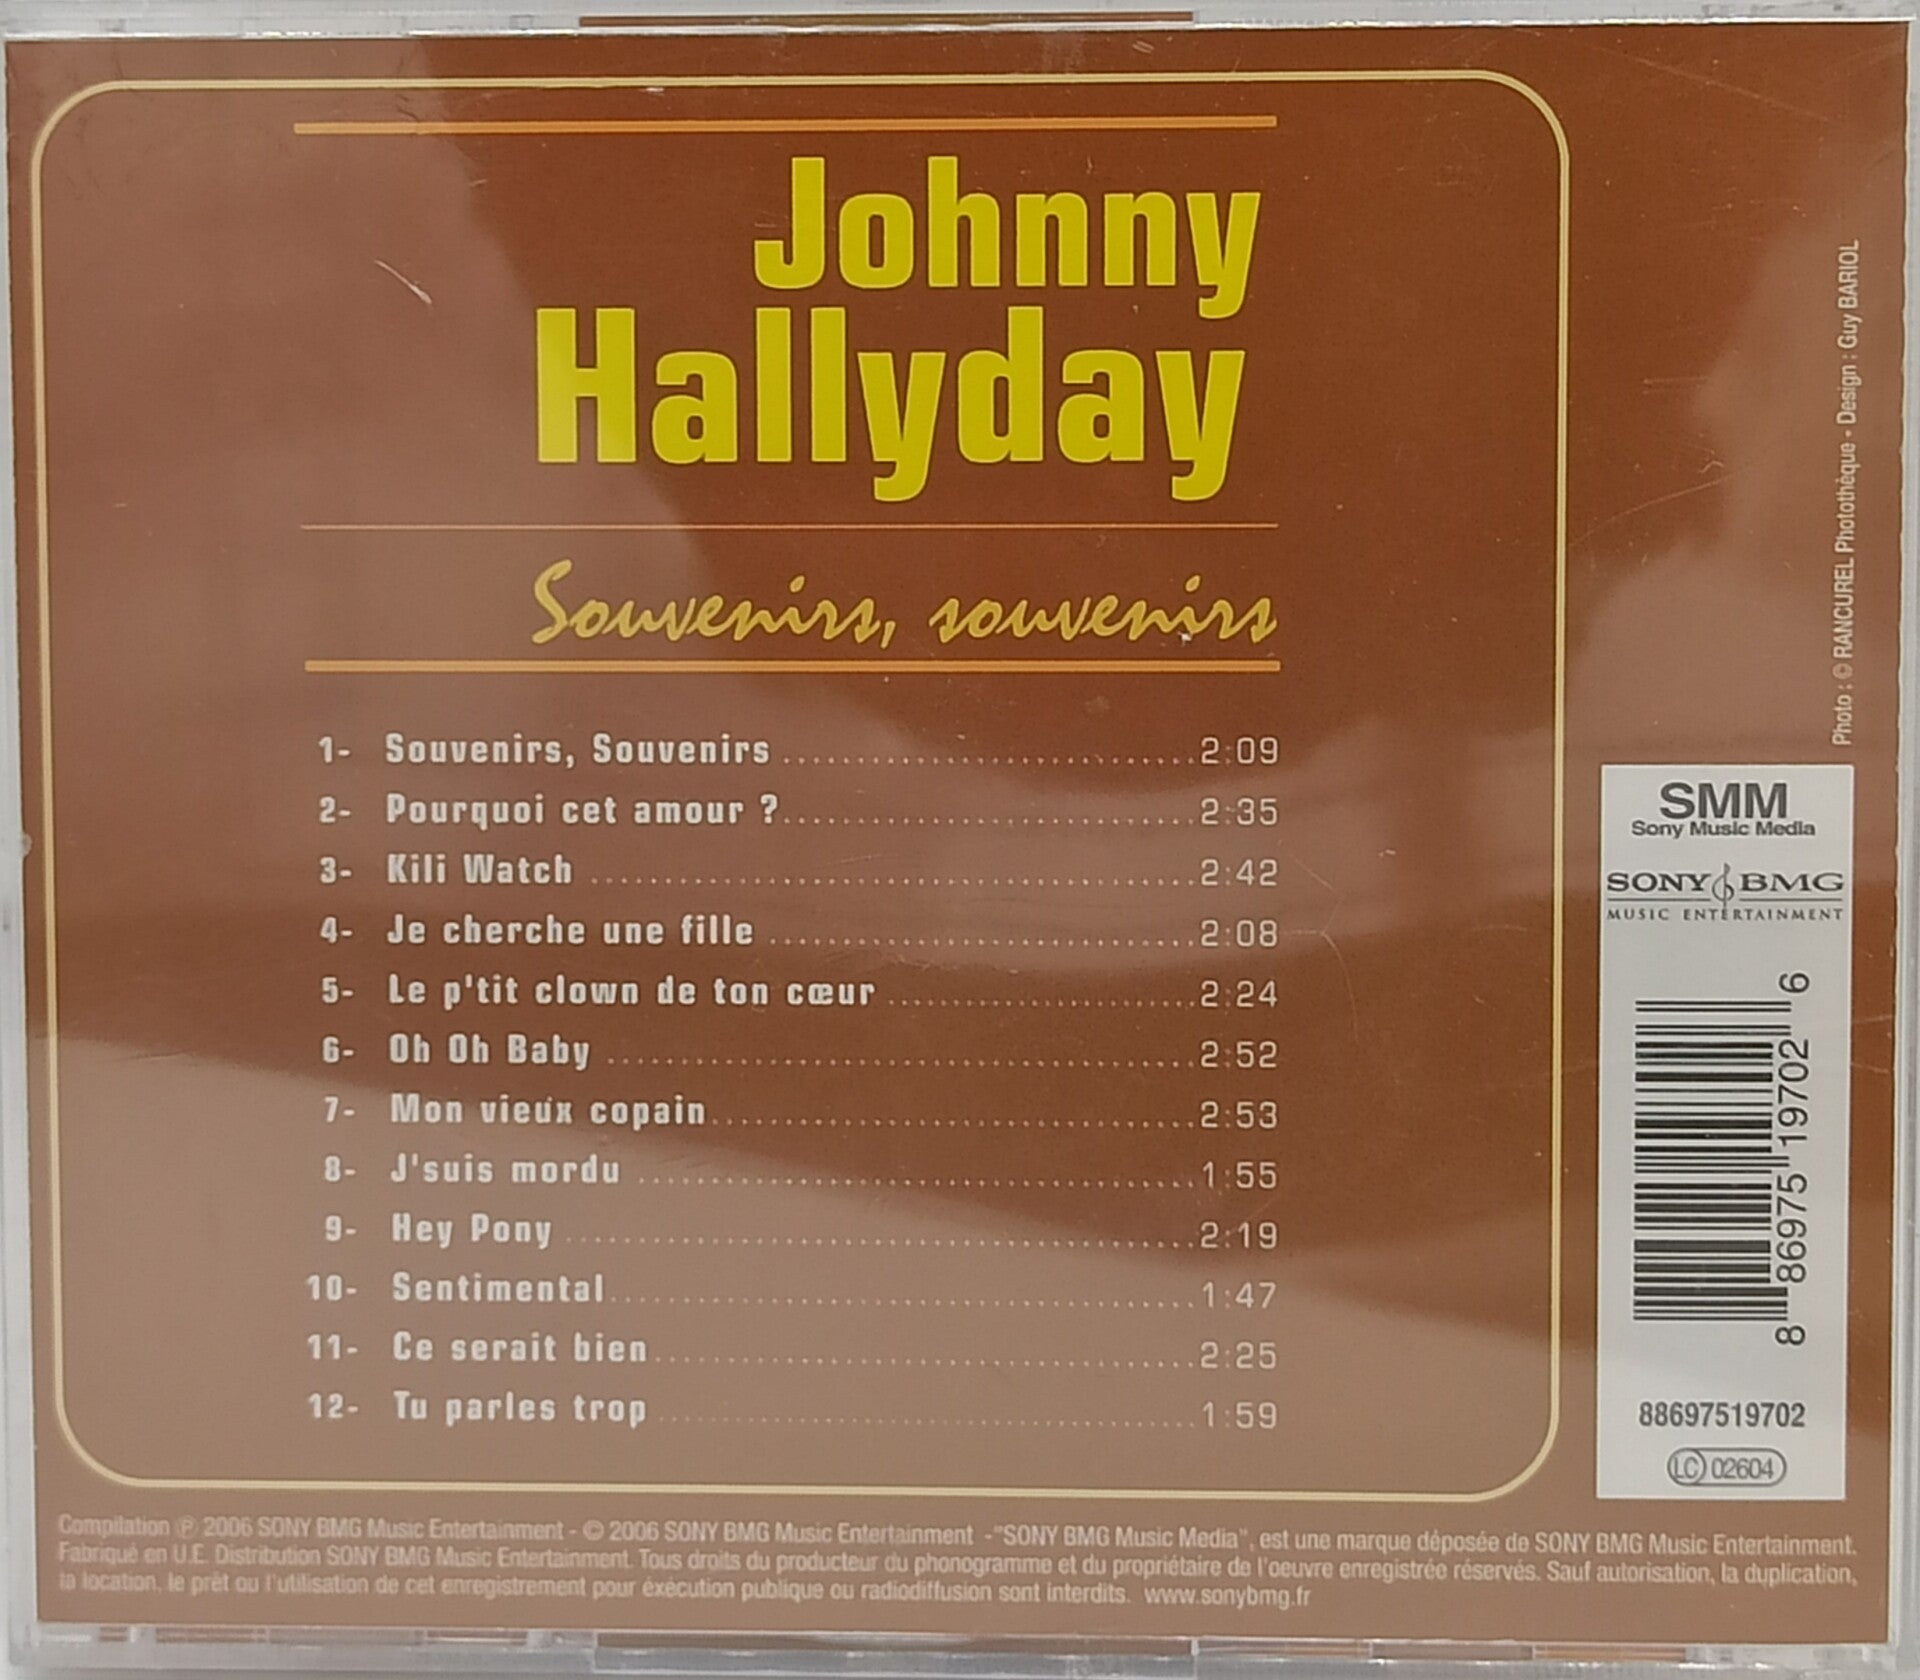 Johnny
Hallyday
Souvenirs, souvenirs
1- Souvenirs, Souvenirs ............................ 2:09
2- Pourquoi cet amour ? ............................ 2:35
3- Kili Watch ......................................... 2:42
4- Je cherche une fille ............................. 2:08
5- Le p'tit clown de ton cœur ..................... 2:24
6- Oh Oh Baby ........................................ 2:52
7- Mon vieux copain ................................. 2:53
8- J'suis mordu ...................................... 1:55
9- Hey Pony ........................................... 2:19
10- Sentimental ........................................ 1:47
11- Ce serait bien ..................................... 2:25
12- Tu parles trop ..................................... 1:59
Photo : © RANCUREL Photothèque - Design : Guy BARIOL
SMM
Sony Music Media
SONY BMG
MUSIC ENTERTAINMENT
8 86975 19702 6
88697519702
LC 02604
Compilation ℗ 2006 SONY BMG Music Entertainment - © 2006 SONY BMG Music Entertainment -"SONY BMG Music Media", est une marque déposée de SONY BMG Music Entertainment.
Fabriqué en U.E. Distribution SONY BMG Music Entertainment. Tous droits du producteur du phonogramme et du propriétaire de l'oeuvre enregistrée réservés. Sauf autorisation, la duplication,
la location, le prêt ou l'utilisation de cet enregistrement pour éxécution publique ou radiodiffusion sont interdits. www.sonybmg.fr